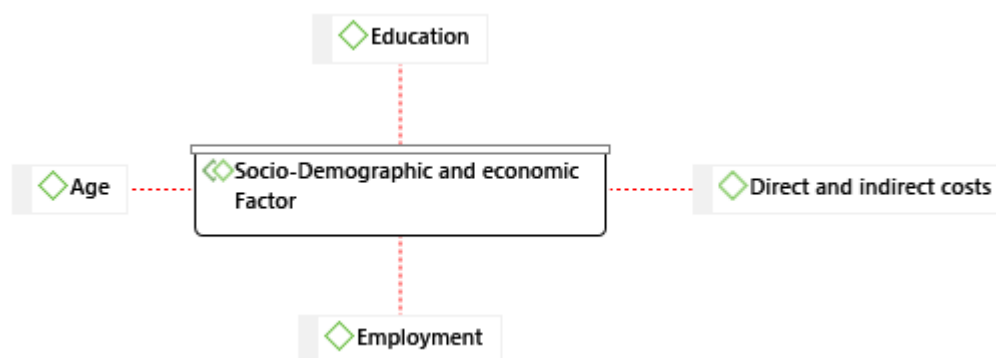 Education
Socio-Demographic and economic
Factor
Age
Direct and indirect costs
Employment